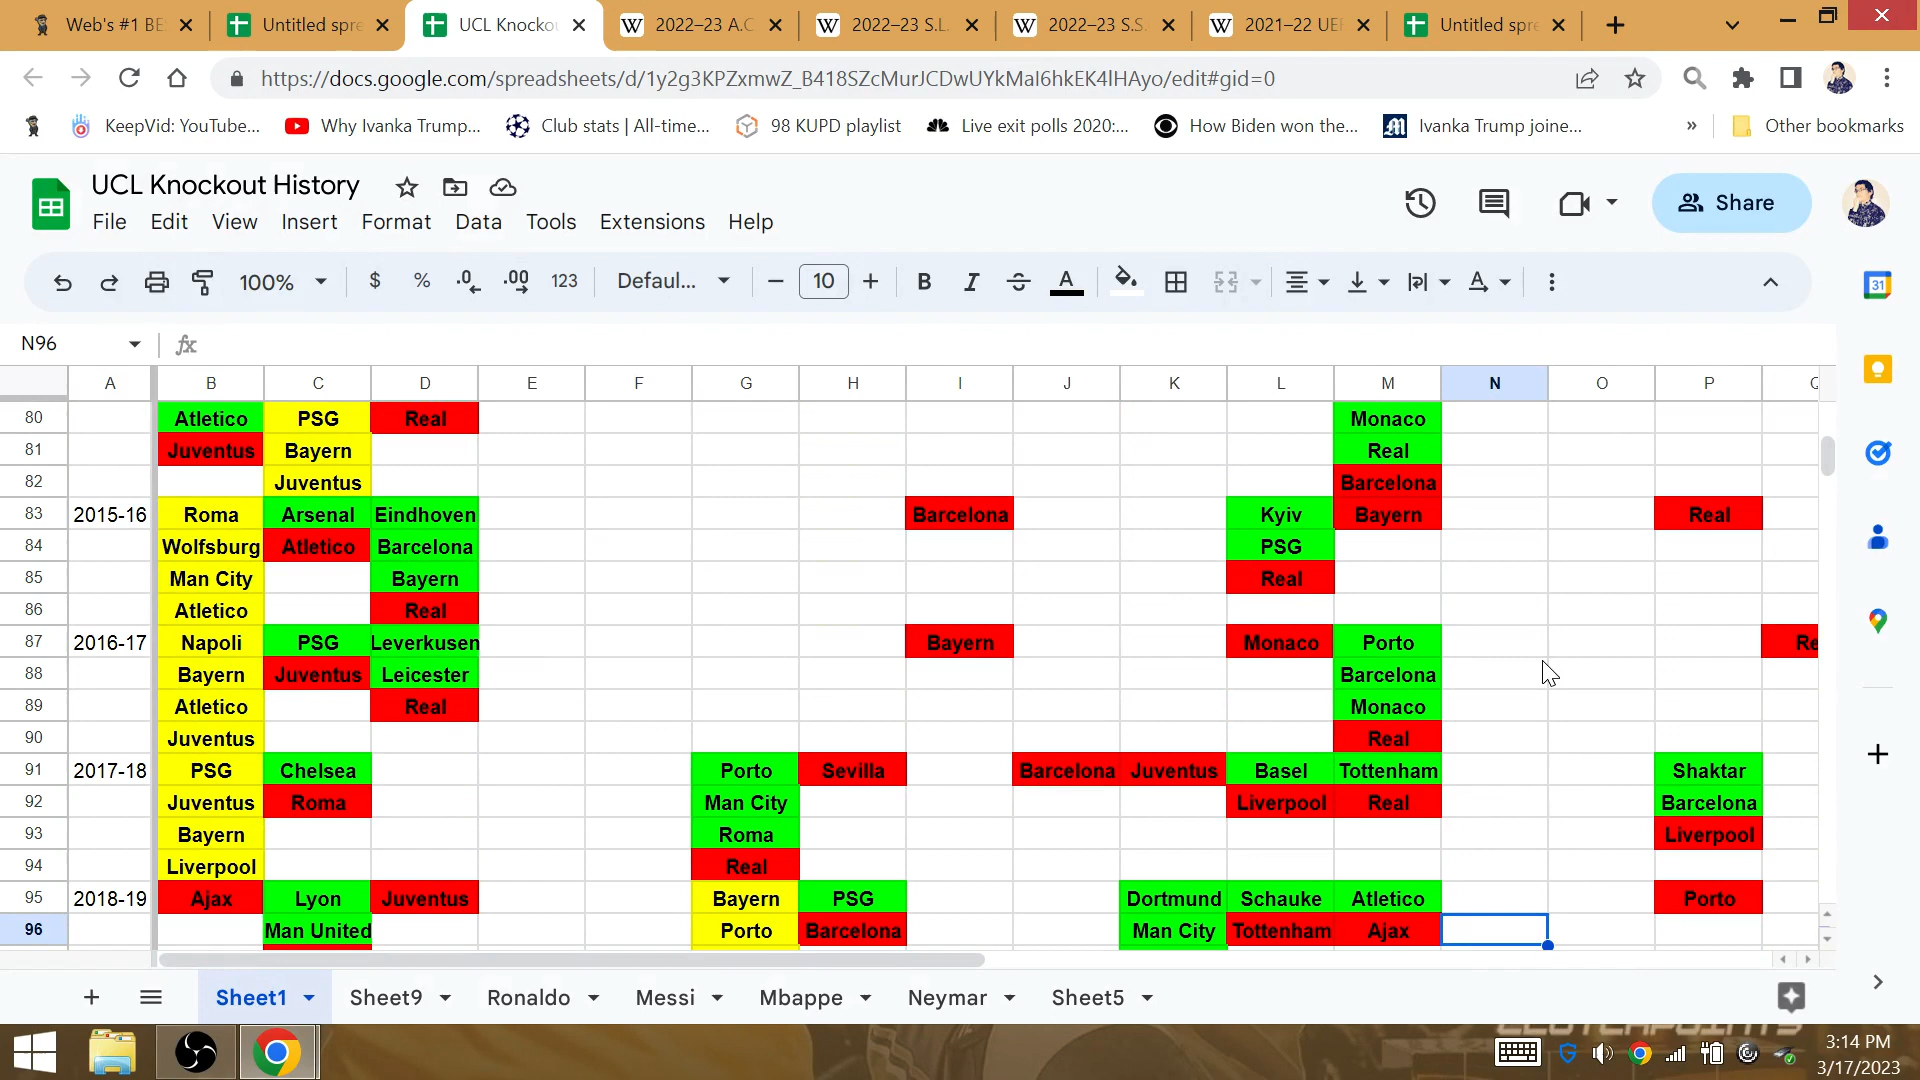 Web's #1 BE
Untitled spre
UCL Knockou
2022–23 A.C
2022–23 S.L.
2022–23 S.S.
2021–22 UEF
Untitled spre
https://docs.google.com/spreadsheets/d/1y2g3KPZxmwZ_B418SZcMurJCDwUYkMaI6hkEK4lHAyo/edit#gid=0
KeepVid: YouTube... Why Ivanka Trump... Club stats | All-time... 98 KUPD playlist Live exit polls 2020:... How Biden won the... Ivanka Trump joine... » Other bookmarks
UCL Knockout History
File Edit View Insert Format Data Tools Extensions Help
Share
100% $ % .0 .00 123 Defaul... − 10 + B I S A
31
N96 fx
A B C D E F G H I J K L M N O P Q
80 Atletico PSG Real Monaco
81 Juventus Bayern Real
82 Juventus Barcelona
83 2015-16 Roma Arsenal Eindhoven Barcelona Kyiv Bayern Real
84 Wolfsburg Atletico Barcelona PSG
85 Man City Bayern Real
86 Atletico Real
87 2016-17 Napoli PSG Leverkusen Bayern Monaco Porto Re
88 Bayern Juventus Leicester Barcelona
89 Atletico Real Monaco
90 Juventus Real
91 2017-18 PSG Chelsea Porto Sevilla Barcelona Juventus Basel Tottenham Shaktar
92 Juventus Roma Man City Liverpool Real Barcelona
93 Bayern Roma Liverpool
94 Liverpool Real
95 2018-19 Ajax Lyon Juventus Bayern PSG Dortmund Schauke Atletico Porto
96 Man United Porto Barcelona Man City Tottenham Ajax
Sheet1 Sheet9 Ronaldo Messi Mbappe Neymar Sheet5
3:14 PM
3/17/2023